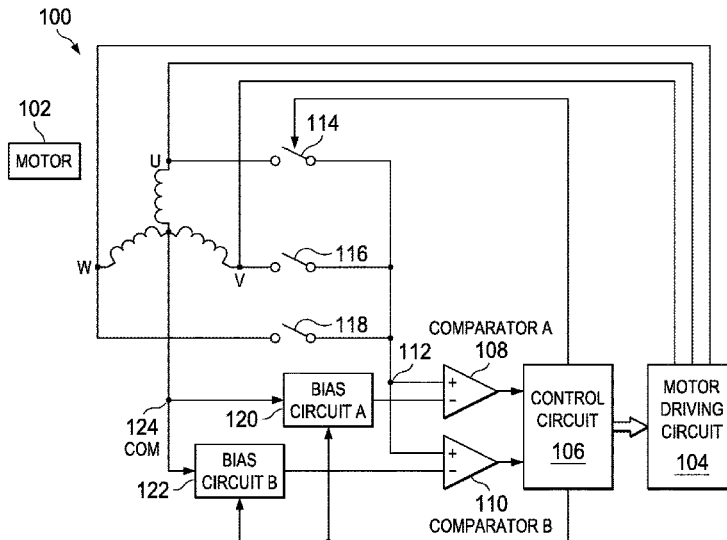 100
102
MOTOR
U
114
W
V
116
118
COMPARATOR A
112
108
+
−
BIAS
CIRCUIT A
120
124
COM
BIAS
CIRCUIT B
122
+
−
110
COMPARATOR B
CONTROL
CIRCUIT
106
MOTOR
DRIVING
CIRCUIT
104